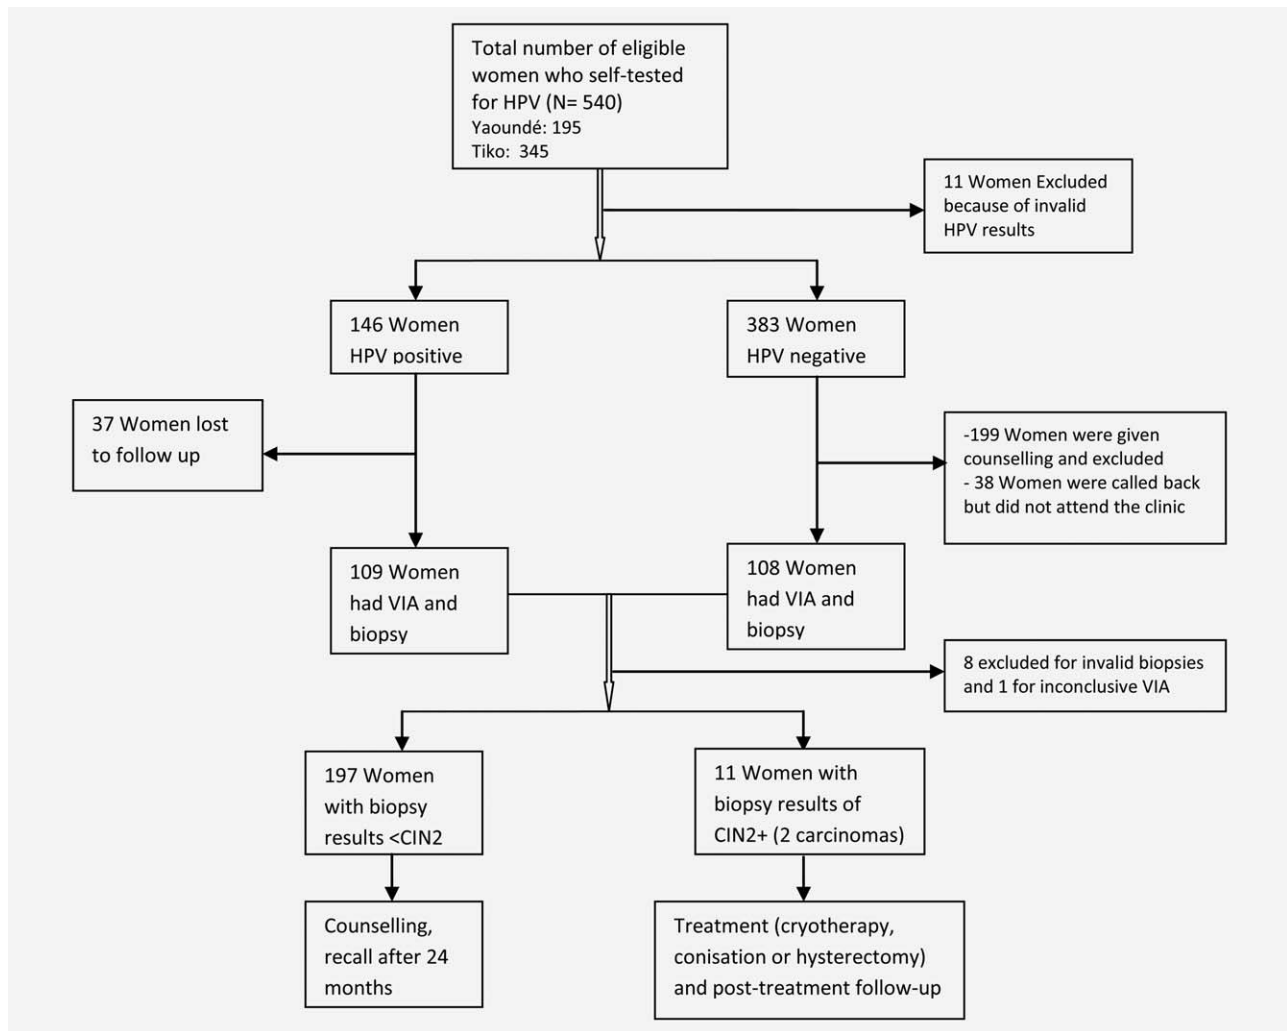 Total number of eligible
women who self-tested
for HPV (N= 540)
Yaoundé: 195
Tiko:  345
11 Women Excluded
because of invalid
HPV results
146 Women
HPV positive
383 Women
HPV negative
37 Women lost
to follow up
-199 Women were given
counselling and excluded
- 38 Women were called back
but did not attend the clinic
109 Women
had VIA and
biopsy
108 Women
had VIA and
biopsy
8 excluded for invalid biopsies
and 1 for inconclusive VIA
197 Women
with biopsy
results <CIN2
11 Women with
biopsy results of
CIN2+ (2 carcinomas)
Counselling,
recall after 24
months
Treatment (cryotherapy,
conisation or hysterectomy)
and post-treatment follow-up